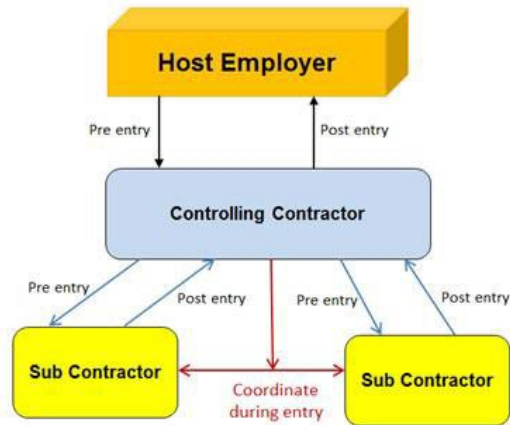 Host Employer
Pre entry
Post entry
Controlling Contractor
Pre entry
Post entry
Pre entry
Post entry
Sub Contractor
Sub Contractor
Coordinate
during entry